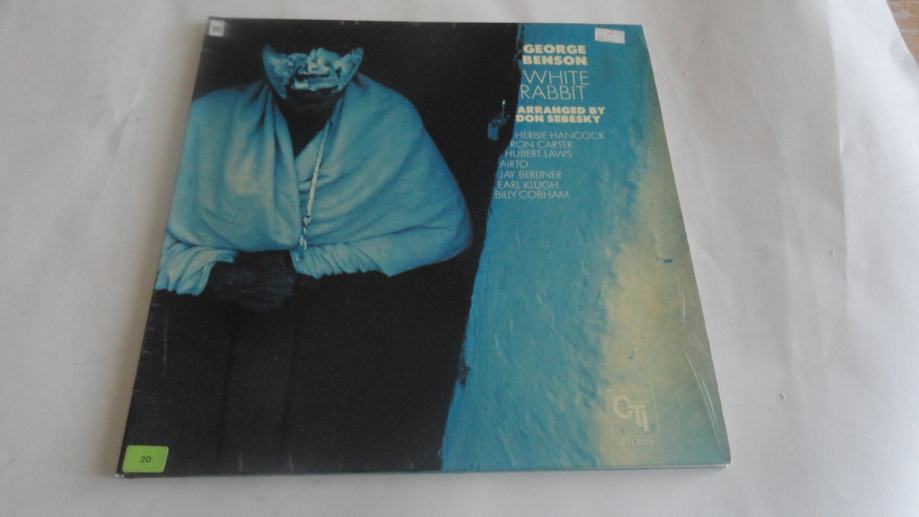 GEORGE
BENSON
WHITE
RABBIT
ARRANGED BY
DON SEBESKY
HERBIE HANCOCK
RON CARTER
HUBERT LAWS
AIRTO
JAY BERLINER
EARL KLUGH
BILLY COBHAM
CTI
20